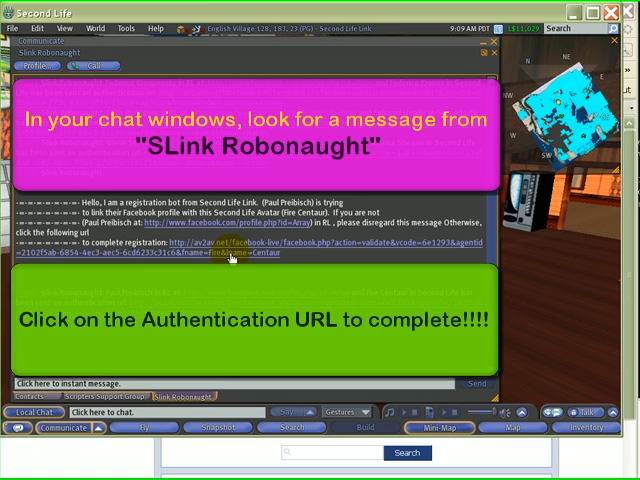 Second Life
File Edit View World Tools Help English Village 128, 183, 23 (PG) - Second Life Link 9:09 AM PDT L$11,029 Search
Communicate
Slink Robonaught
Profile... Call
In your chat windows, look for a message from
"SLink Robonaught"
-=-=-=-=-=-=- Hello, I am a registration bot from Second Life Link. (Paul Preibisch) is trying
-=-=-=-=-=-=- to link their Facebook profile with this Second Life Avatar (Fire Centaur). If you are not
(Paul Preibisch at: http://www.facebook.com/profile.php?id=Array) in RL , please disregard this message Otherwise,
click the following url
-=-=-=-=-=-=- to complete registration: http://av2av.net/facebook-live/facebook.php?action=validate&vcode=6e1293&agentid
=2102f5ab-6854-4ec3-aec5-6cd6233c31c6&fname=Fire&lname=Centaur
Click on the Authentication URL to complete!!!!
Click here to instant message. Send
Contacts Scripters Support Group Slink Robonaught
Local Chat Click here to chat. Say Gestures Talk
Communicate Fly Snapshot Search Build Mini-Map Map Inventory
Search
N NE NW E W SW S